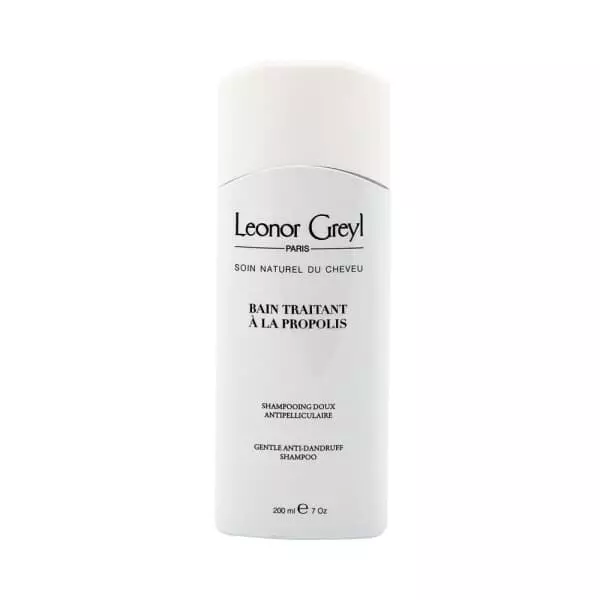 Leonor Greyl
PARIS
SOIN NATUREL DU CHEVEU
BAIN TRAITANT
À LA PROPOLIS
SHAMPOOING DOUX
ANTIPELLICULAIRE
GENTLE ANTI-DANDRUFF
SHAMPOO
200 ml e 7 Oz